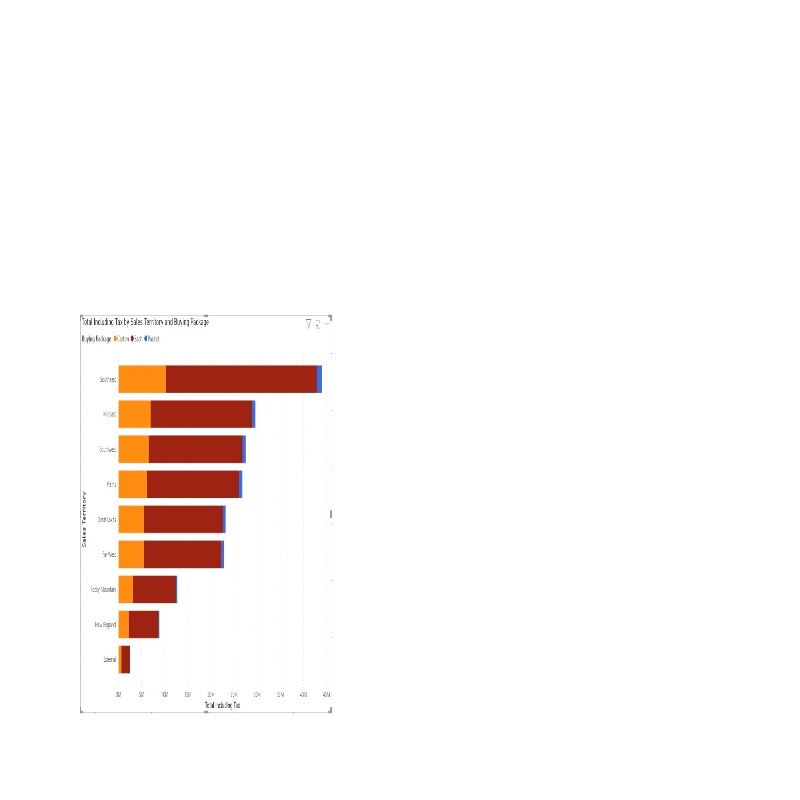 Total Including Tax by Sales Territory and Buying Package
Buying Package Carton Each Packet
Southeast
Mideast
Southwest
Plains
Great Lakes
Far West
Rocky Mountain
New England
External
Sales Territory
0M 5M 10M 15M 20M 25M 30M 35M 40M 45M
Total Including Tax